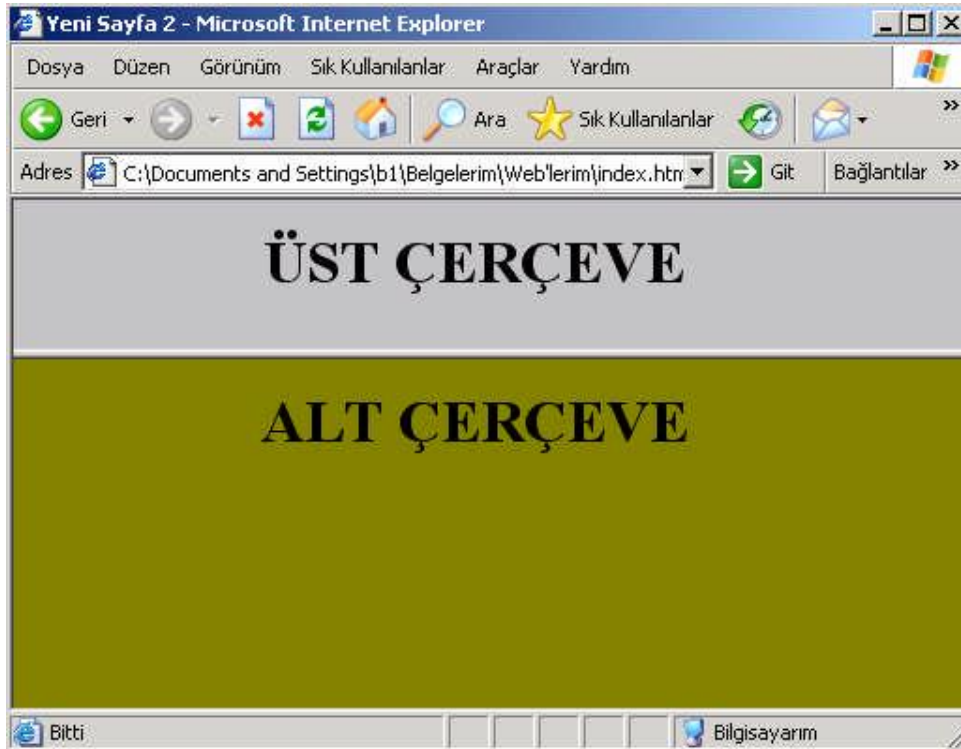 Yeni Sayfa 2 - Microsoft Internet Explorer
Dosya Düzen Görünüm Sık Kullanılanlar Araçlar Yardım
Geri Ara Sık Kullanılanlar »
Adres C:\Documents and Settings\b1\Belgelerim\Web'lerim\index.htm Git Bağlantılar »
ÜST ÇERÇEVE
ALT ÇERÇEVE
Bitti Bilgisayarım